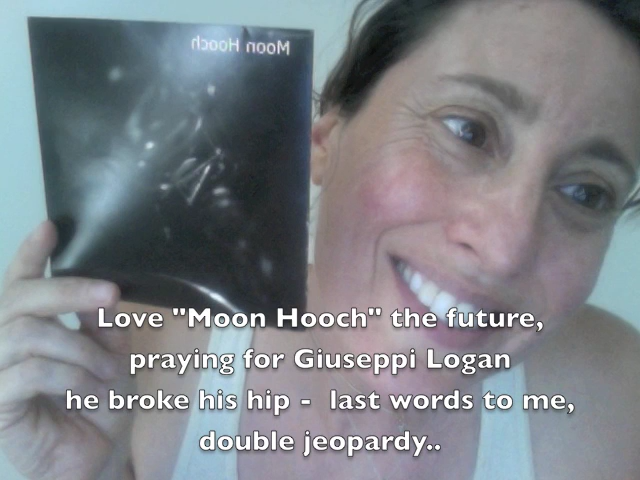 Moon Hooch
Love "Moon Hooch" the future,
praying for Giuseppi Logan
he broke his hip -  last words to me,
double jeopardy..